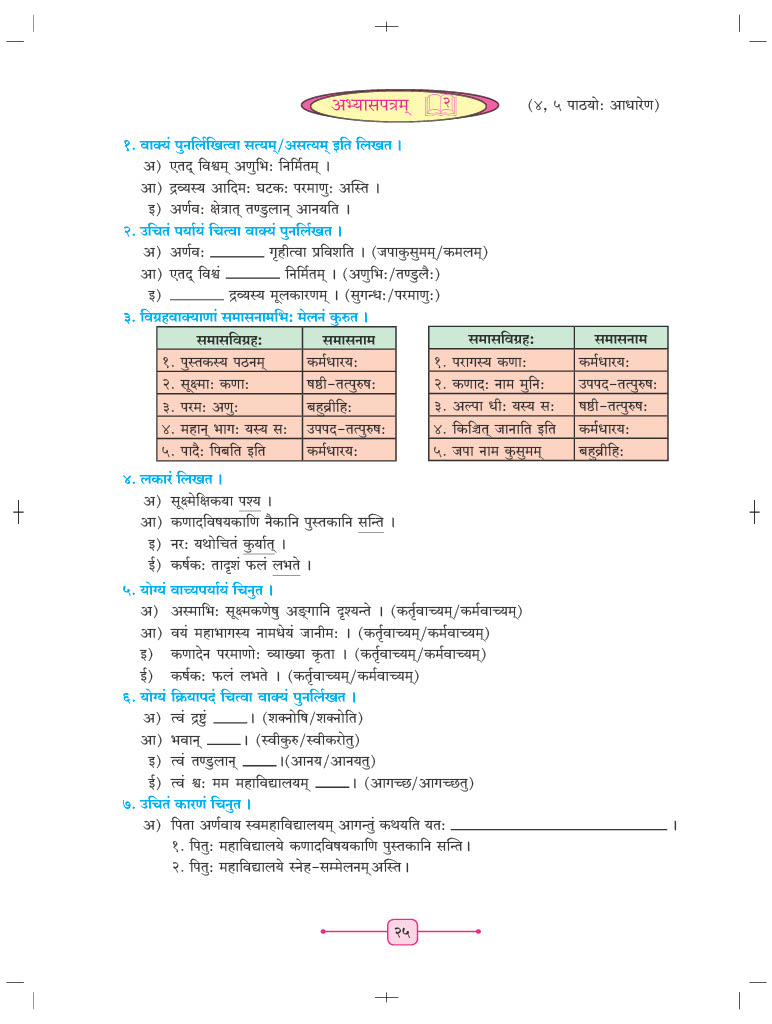 अभ्यासपत्रम् २ (४, ५ पाठयोः आधारेण)
१. वाक्यं पुनर्लिखित्वा सत्यम्/असत्यम् इति लिखत ।
अ) एतद् विश्वम् अणुभिः निर्मितम् ।
आ) द्रव्यस्य आदिमः घटकः परमाणुः अस्ति ।
इ) अर्णवः क्षेत्रात् तण्डुलान् आनयति ।
२. उचितं पर्यायं चित्वा वाक्यं पुनर्लिखत ।
अ) अर्णवः ________ गृहीत्वा प्रविशति । (जपाकुसुमम्/कमलम्)
आ) एतद् विश्वं ________ निर्मितम् । (अणुभिः/तण्डुलैः)
इ) ________ द्रव्यस्य मूलकारणम् । (सुगन्धः/परमाणुः)
३. विग्रहवाक्याणां समासनामभिः मेलनं कुरुत ।
समासविग्रहः समासनाम
१. पुस्तकस्य पठनम् कर्मधारयः
२. सूक्ष्माः कणाः षष्ठी-तत्पुरुषः
३. परमः अणुः बहुव्रीहिः
४. महान् भागः यस्य सः उपपद-तत्पुरुषः
५. पादैः पिबति इति कर्मधारयः
समासविग्रहः समासनाम
१. परागस्य कणाः कर्मधारयः
२. कणादः नाम मुनिः उपपद-तत्पुरुषः
३. अल्पा धीः यस्य सः षष्ठी-तत्पुरुषः
४. किञ्चित् जानाति इति कर्मधारयः
५. जपा नाम कुसुमम् बहुव्रीहिः
४. लकारं लिखत ।
अ) सूक्ष्मेक्षिकया पश्य ।
आ) कणादविषयकाणि नैकानि पुस्तकानि सन्ति ।
इ) नरः यथोचितं कुर्यात् ।
ई) कर्षकः तादृशं फलं लभते ।
५. योग्यं वाच्यपर्यायं चिनुत ।
अ) अस्माभिः सूक्ष्मकणेषु अङ्गानि दृश्यन्ते । (कर्तृवाच्यम्/कर्मवाच्यम्)
आ) वयं महाभागस्य नामधेयं जानीमः । (कर्तृवाच्यम्/कर्मवाच्यम्)
इ) कणादेन परमाणोः व्याख्या कृता । (कर्तृवाच्यम्/कर्मवाच्यम्)
ई) कर्षकः फलं लभते । (कर्तृवाच्यम्/कर्मवाच्यम्)
६. योग्यं क्रियापदं चित्वा वाक्यं पुनर्लिखत ।
अ) त्वं द्रष्टुं _____ । (शक्नोषि/शक्नोति)
आ) भवान् _____ । (स्वीकुरु/स्वीकरोतु)
इ) त्वं तण्डुलान् _____ ।(आनय/आनयतु)
ई) त्वं श्वः मम महाविद्यालयम् _____ । (आगच्छ/आगच्छतु)
७. उचितं कारणं चिनुत ।
अ) पिता अर्णवाय स्वमहाविद्यालयम् आगन्तुं कथयति यतः ______________________________ ।
१. पितुः महाविद्यालये कणादविषयकाणि पुस्तकानि सन्ति ।
२. पितुः महाविद्यालये स्नेह-सम्मेलनम् अस्ति ।
२५